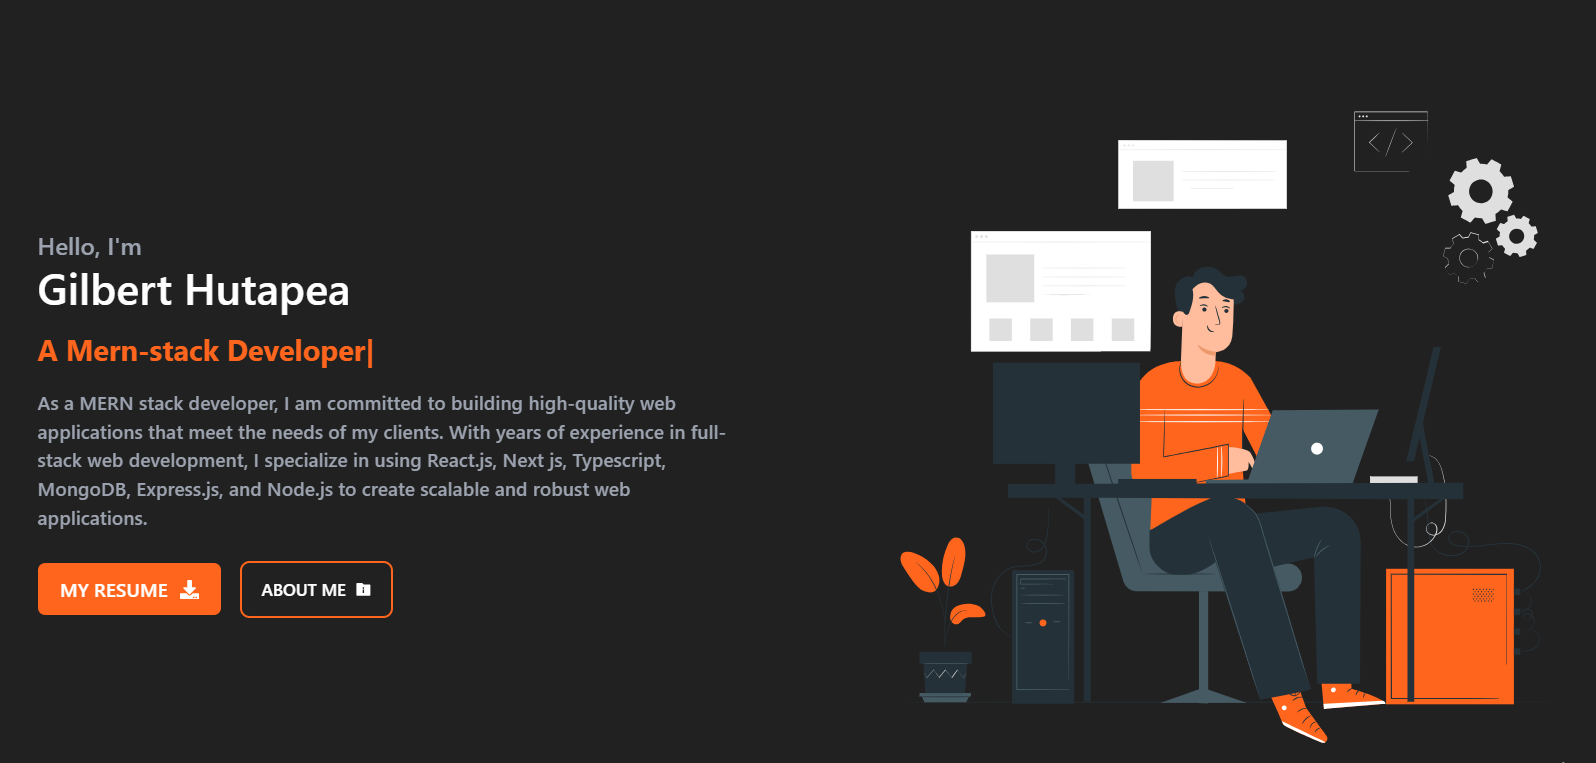 Hello, I'm
Gilbert Hutapea
A Mern-stack Developer|
As a MERN stack developer, I am committed to building high-quality web
applications that meet the needs of my clients. With years of experience in full-
stack web development, I specialize in using React.js, Next js, Typescript,
MongoDB, Express.js, and Node.js to create scalable and robust web
applications.
MY RESUME
ABOUT ME